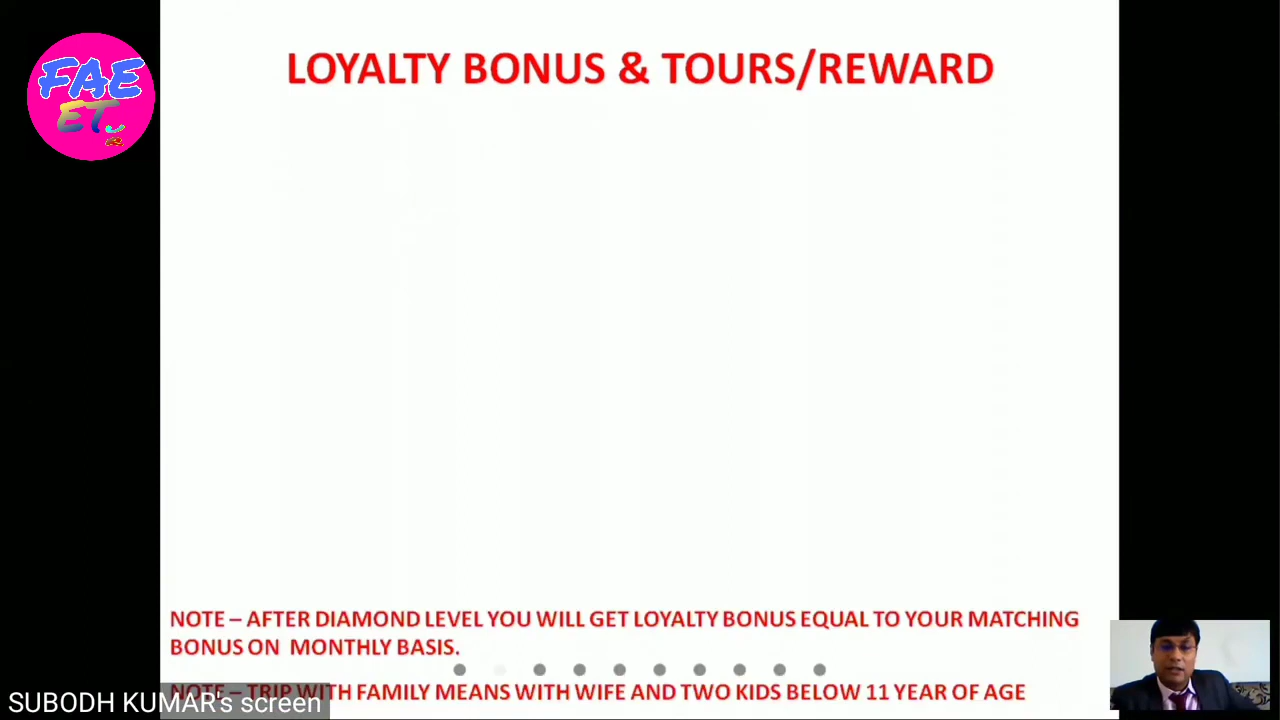 FAE
ET
LOYALTY BONUS & TOURS/REWARD
NOTE – AFTER DIAMOND LEVEL YOU WILL GET LOYALTY BONUS EQUAL TO YOUR MATCHING
BONUS ON MONTHLY BASIS.
NOTE – TRIP WITH FAMILY MEANS WITH WIFE AND TWO KIDS BELOW 11 YEAR OF AGE
SUBODH KUMAR's screen